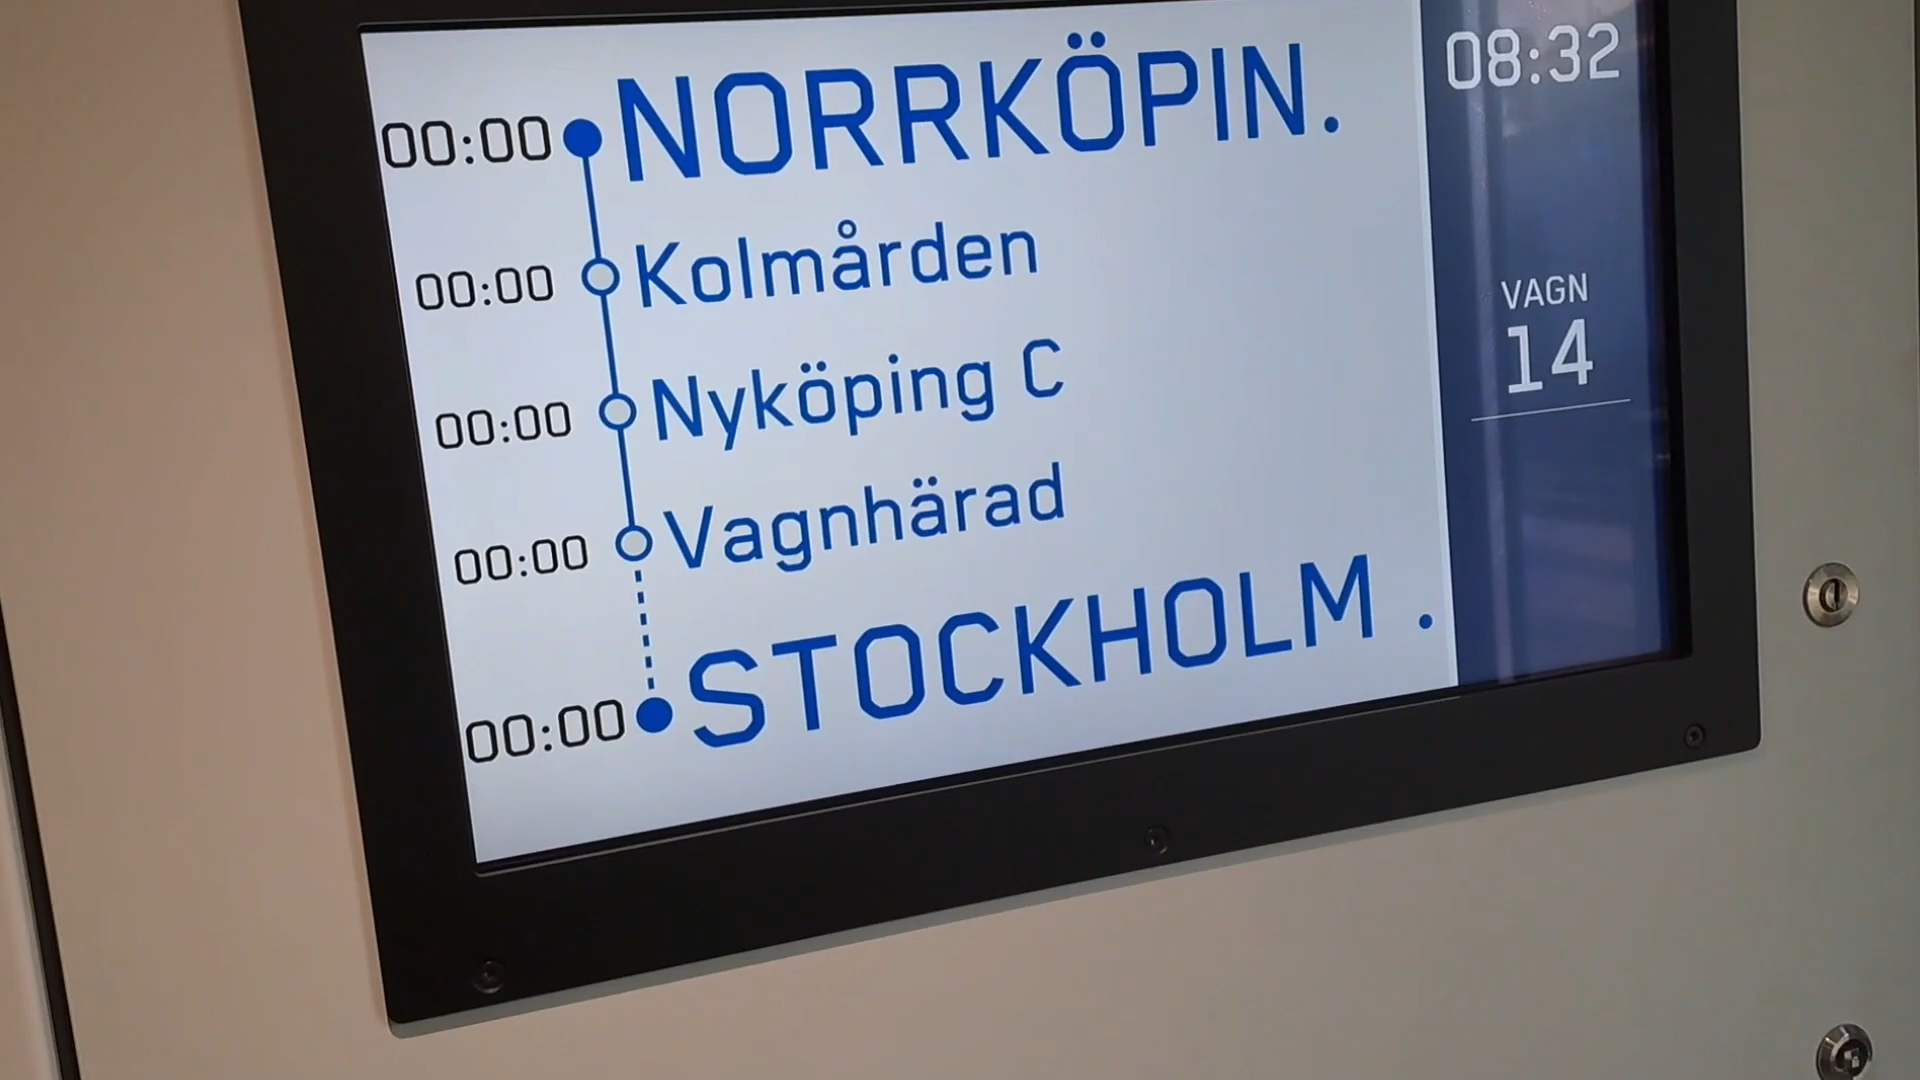 00:00 NORRKÖPIN.
00:00 Kolmården
00:00 Nyköping C
00:00 Vagnhärad
00:00 STOCKHOLM .
08:32
VAGN
14